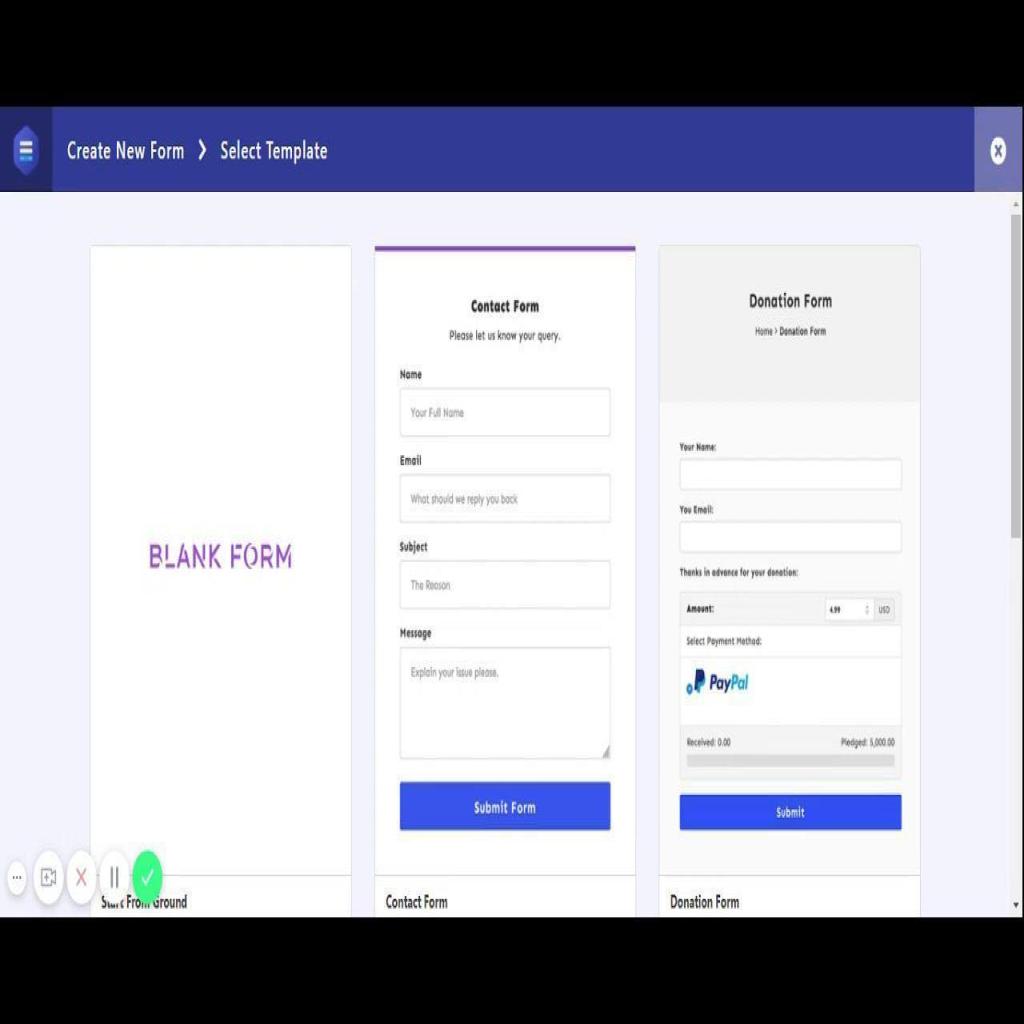 Create New Form > Select Template
BLANK FORM
Start From Ground
Contact Form
Please let us know your query.
Name
Your Full Name
Email
What should we reply you back
Subject
The Reason
Message
Explain your issue please.
Submit Form
Contact Form
Donation Form
Home > Donation Form
Your Name:
You Email:
Thanks in advance for your donation:
Amount: 4.99 USD
Select Payment Method:
PayPal
Received: 0.00 Pledged: 5,000.00
Submit
Donation Form